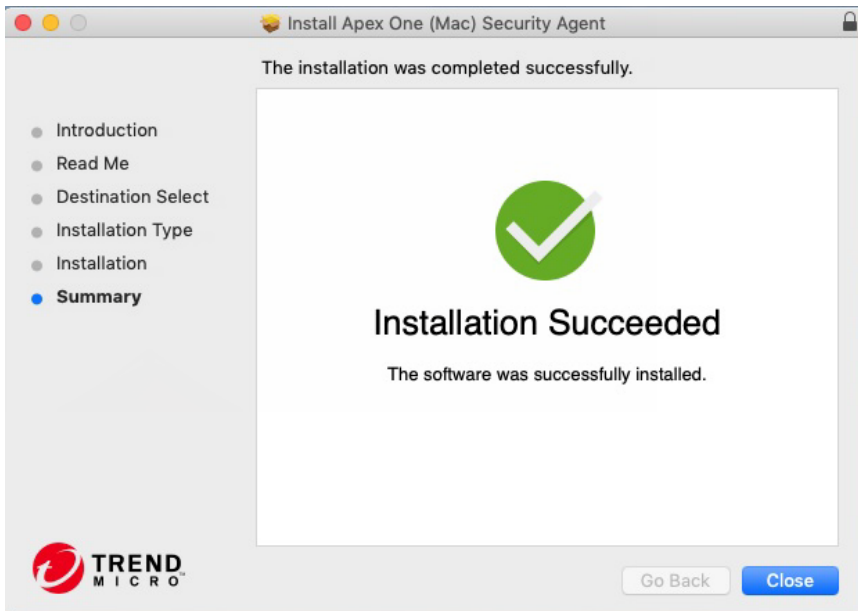 Install Apex One (Mac) Security Agent
The installation was completed successfully.
Introduction
Read Me
Destination Select
Installation Type
Installation
Summary
Installation Succeeded
The software was successfully installed.
TREND
MICRO
Go Back
Close